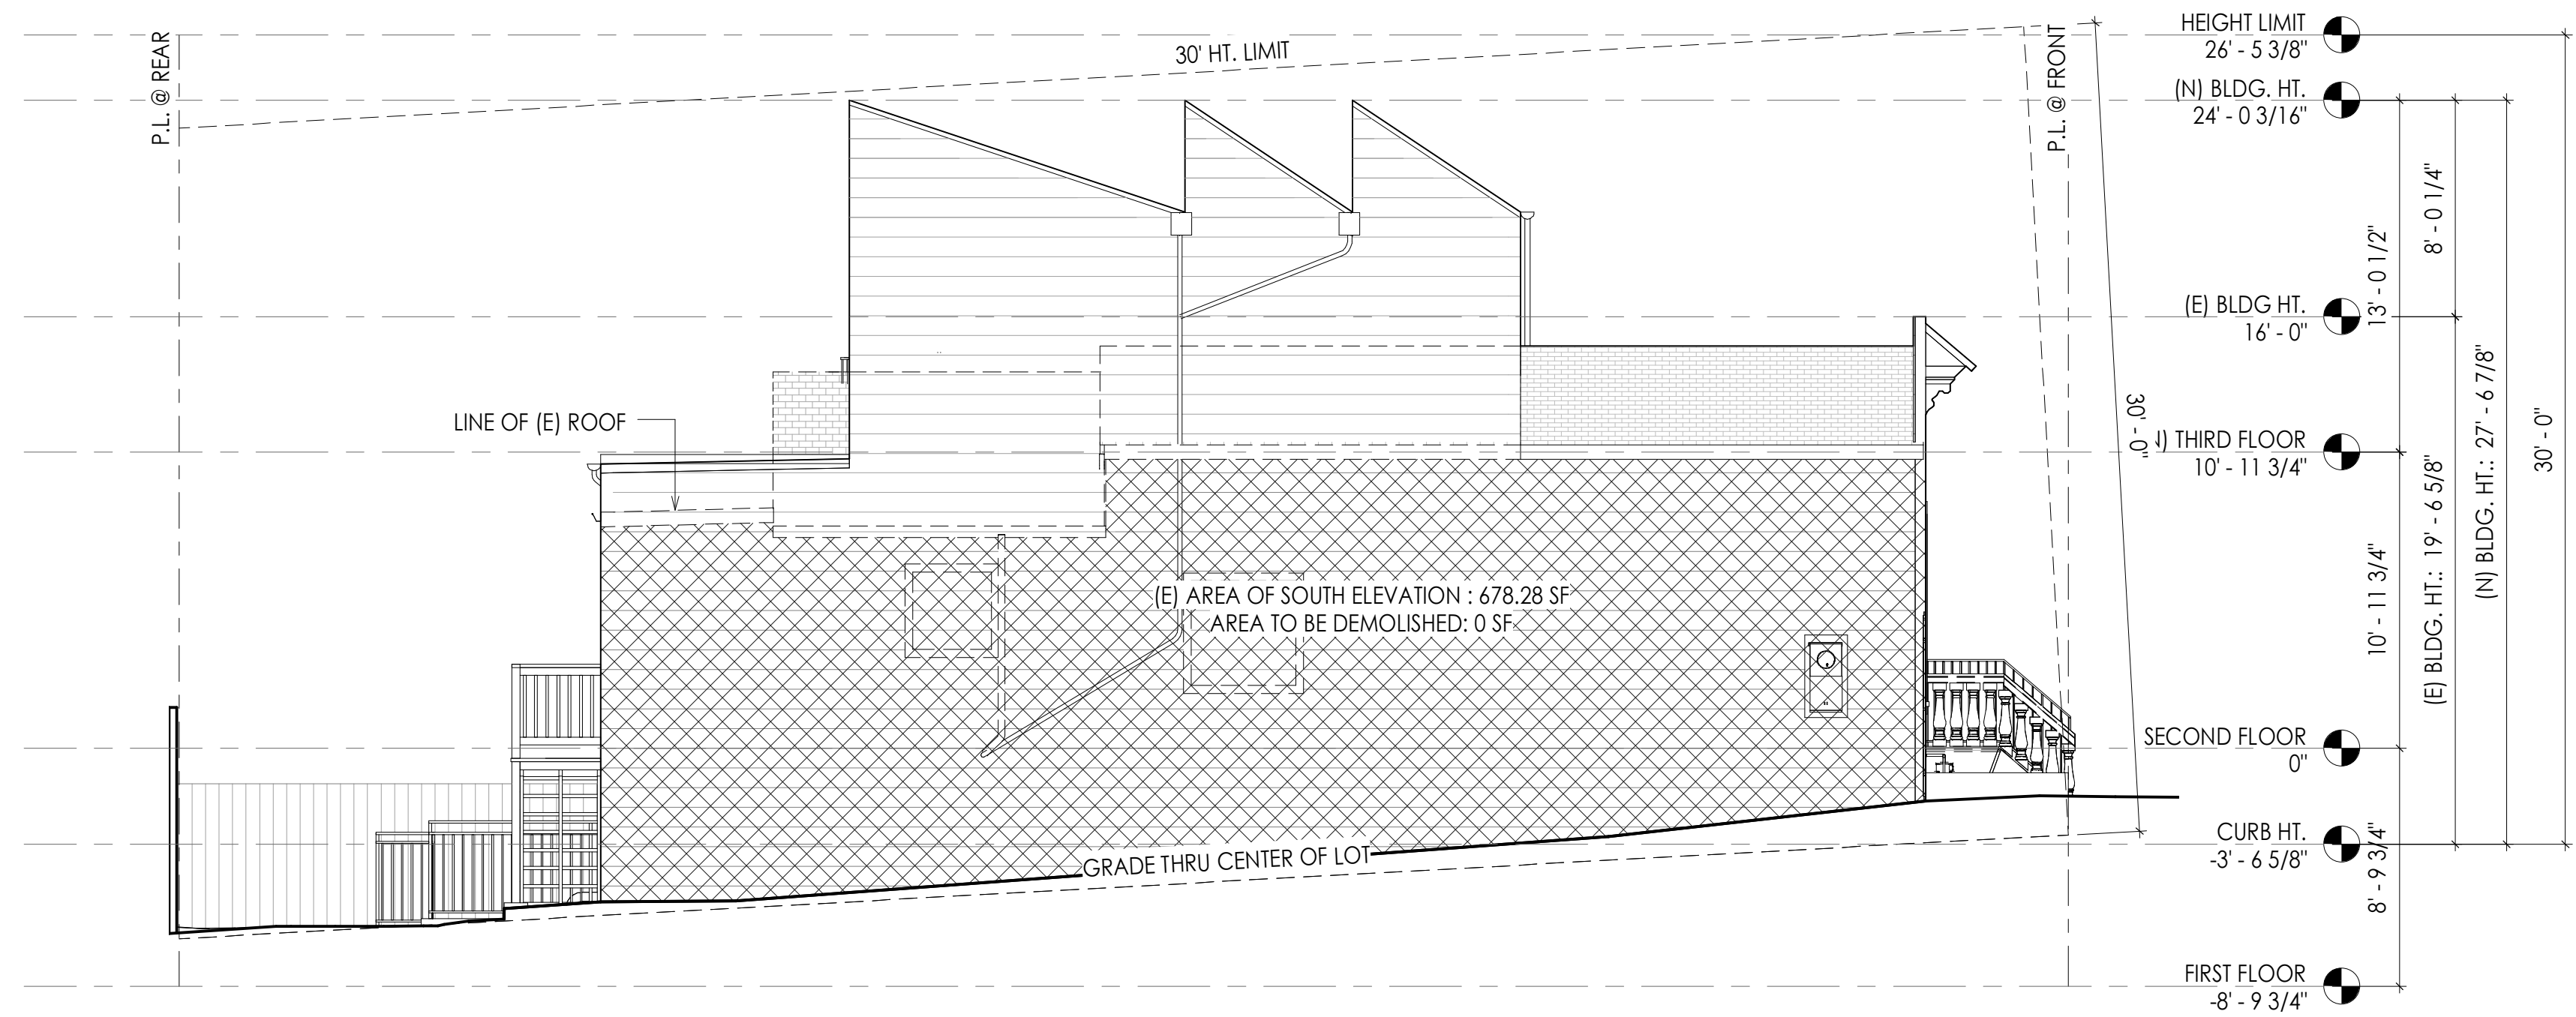 P.L. @ REAR
30' HT. LIMIT
P.L. @ FRONT
HEIGHT LIMIT
26' - 5 3/8"
(N) BLDG. HT.
24' - 0 3/16"
(E) BLDG HT.
16' - 0"
) THIRD FLOOR
10' - 11 3/4"
SECOND FLOOR
0"
CURB HT.
-3' - 6 5/8"
FIRST FLOOR
-8' - 9 3/4"
30' - 0"
13' - 0 1/2"
10' - 11 3/4"
8' - 9 3/4"
8' - 0 1/4"
(E) BLDG. HT.: 19' - 6 5/8"
(N) BLDG. HT.: 27' - 6 7/8"
30' - 0"
LINE OF (E) ROOF
(E) AREA OF SOUTH ELEVATION : 678.28 SF
AREA TO BE DEMOLISHED: 0 SF
GRADE THRU CENTER OF LOT